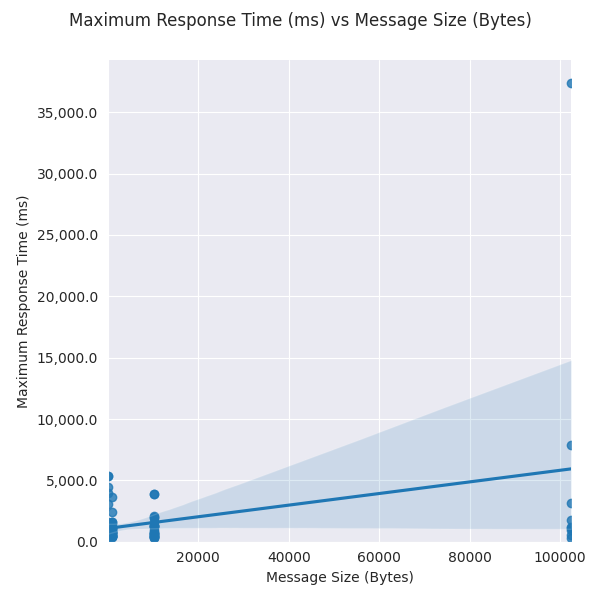 Maximum Response Time (ms) vs Message Size (Bytes)
35,000.0
30,000.0
25,000.0
20,000.0
15,000.0
10,000.0
5,000.0
0.0
Maximum Response Time (ms)
20000 40000 60000 80000 100000
Message Size (Bytes)